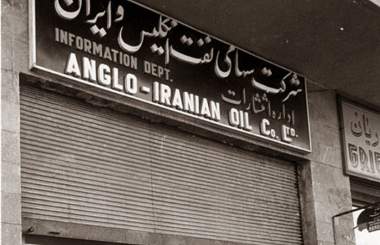 شرکت سهامی نفت انگلیس و ایران
INFORMATION DEPT.
اداره انتشارات
ANGLO-IRANIAN OIL Co. LTD.